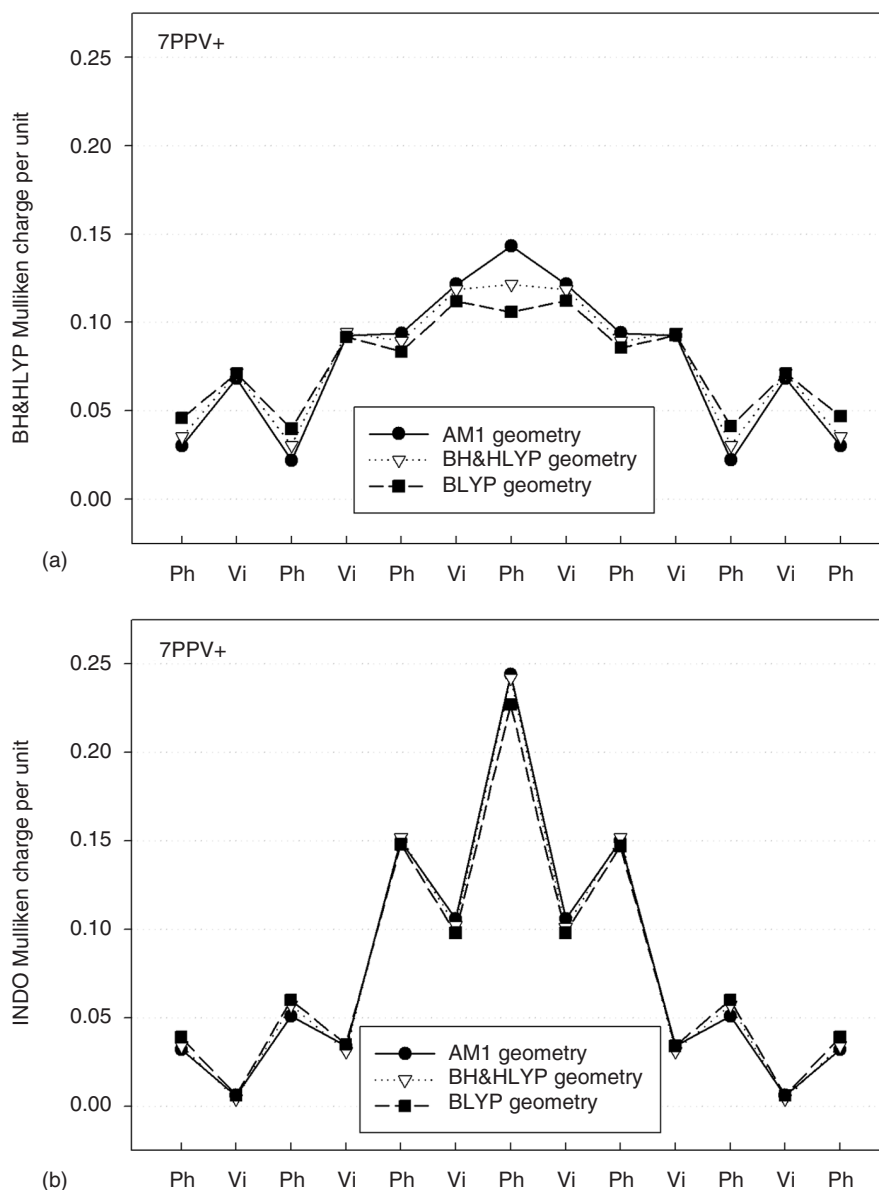 7PPV+
BH&HLYP Mulliken charge per unit
0.25
0.20
0.15
0.10
0.05
0.00
AM1 geometry
BH&HLYP geometry
BLYP geometry
(a)
Ph Vi Ph Vi Ph Vi Ph Vi Ph Vi Ph Vi Ph
7PPV+
INDO Mulliken charge per unit
0.25
0.20
0.15
0.10
0.05
0.00
AM1 geometry
BH&HLYP geometry
BLYP geometry
(b)
Ph Vi Ph Vi Ph Vi Ph Vi Ph Vi Ph Vi Ph